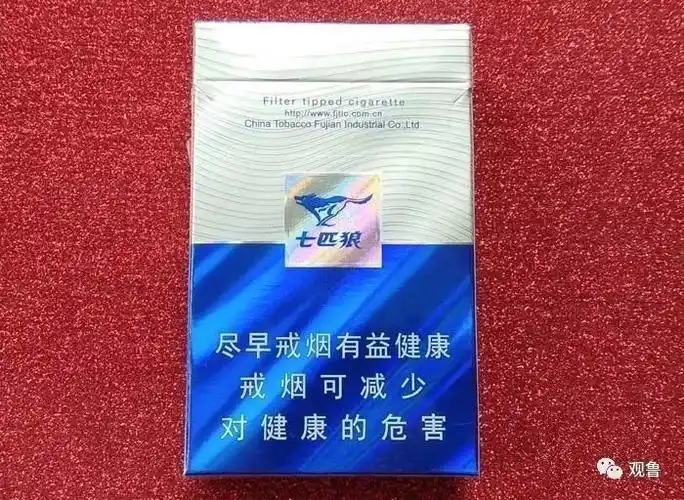 Filter tipped cigarette
http://www.fjtic.com.cn
China Tobacco Fujian Industrial Co.,Ltd.
七匹狼
尽早戒烟有益健康
戒烟可减少
对健康的危害
观鲁